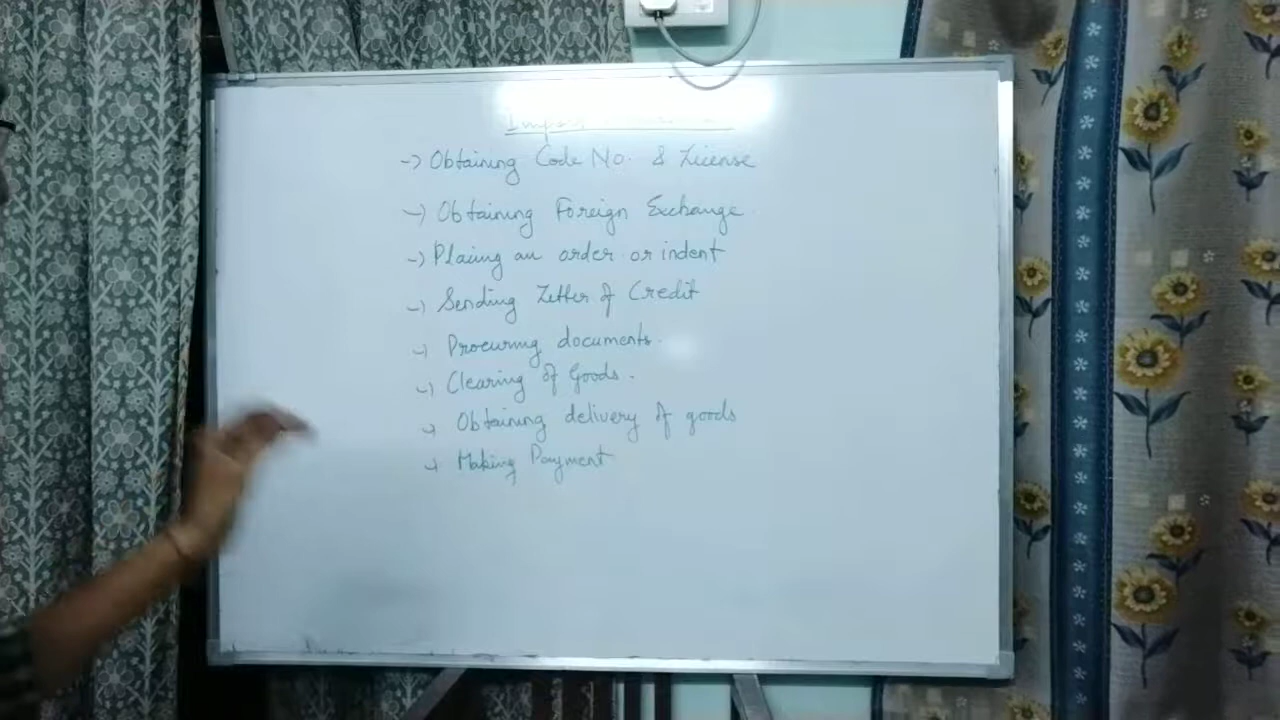 -> Obtaining Code No. & License
-> Obtaining Foreign Exchange
-> Placing an order or indent
-> Sending Letter of Credit
-> Procuring documents.
-> Clearing of Goods.
-> Obtaining delivery of goods
-> Making Payment